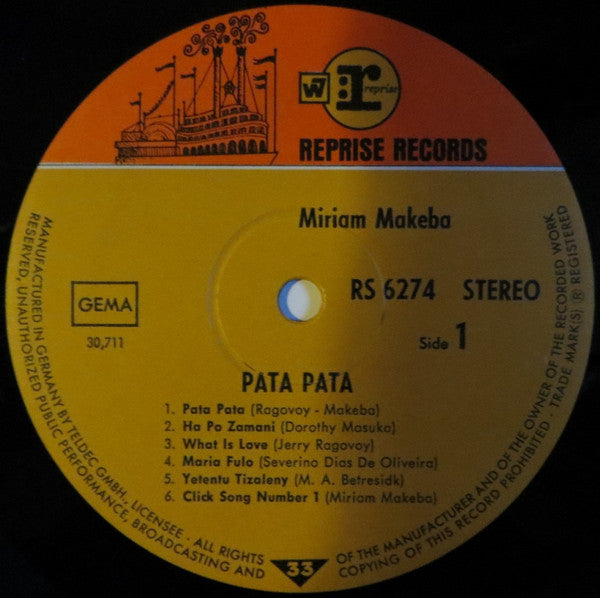 W7
:r
reprise
REPRISE RECORDS
Miriam Makeba
RS 6274 STEREO
GEMA
30,711
Side 1
PATA PATA
1. Pata Pata (Ragovoy - Makeba)
2. Ha Po Zamani (Dorothy Masuka)
3. What Is Love (Jerry Ragovoy)
4. Maria Fulo (Severino Dias De Oliveira)
5. Yetentu Tizaleny (M. A. Betresidk)
6. Click Song Number 1 (Miriam Makeba)
33
MANUFACTURED IN GERMANY BY TELDEC GMBH., LICENSEE · ALL RIGHTS
RESERVED, UNAUTHORIZED PUBLIC PERFORMANCE, BROADCASTING AND
OF THE MANUFACTURER AND OF THE OWNER OF THE RECORDED WORK
COPYING OF THIS RECORD PROHIBITED · TRADE MARK(S) ® REGISTERED